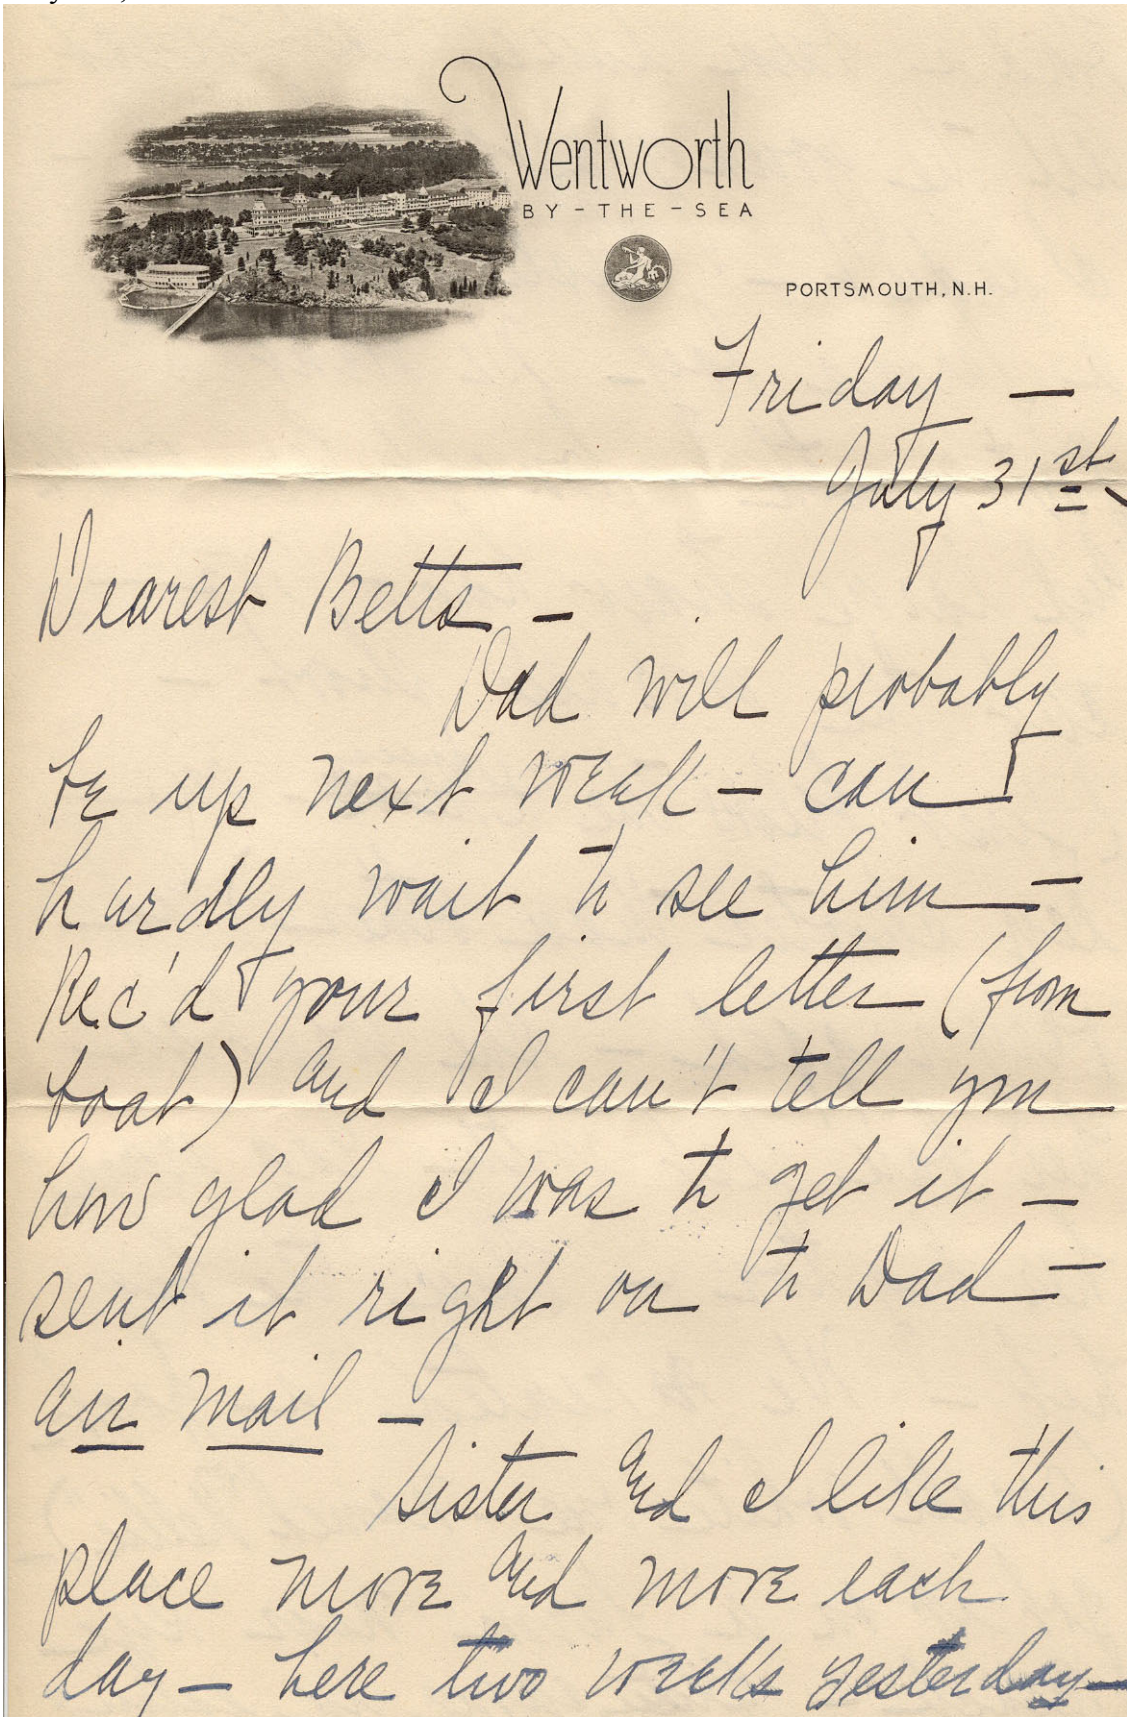 Wentworth
BY-THE-SEA
PORTSMOUTH, N.H.
Friday —
July 31st
Dearest Betts —
Dad will probably
be up next week — can
hardly wait to see him —
Rec'd your first letter (from
boat) and I can't tell you
how glad I was to get it —
sent it right on to Dad —
air mail —
Sister and I like this
place more and more each
day — here two weeks yesterday —